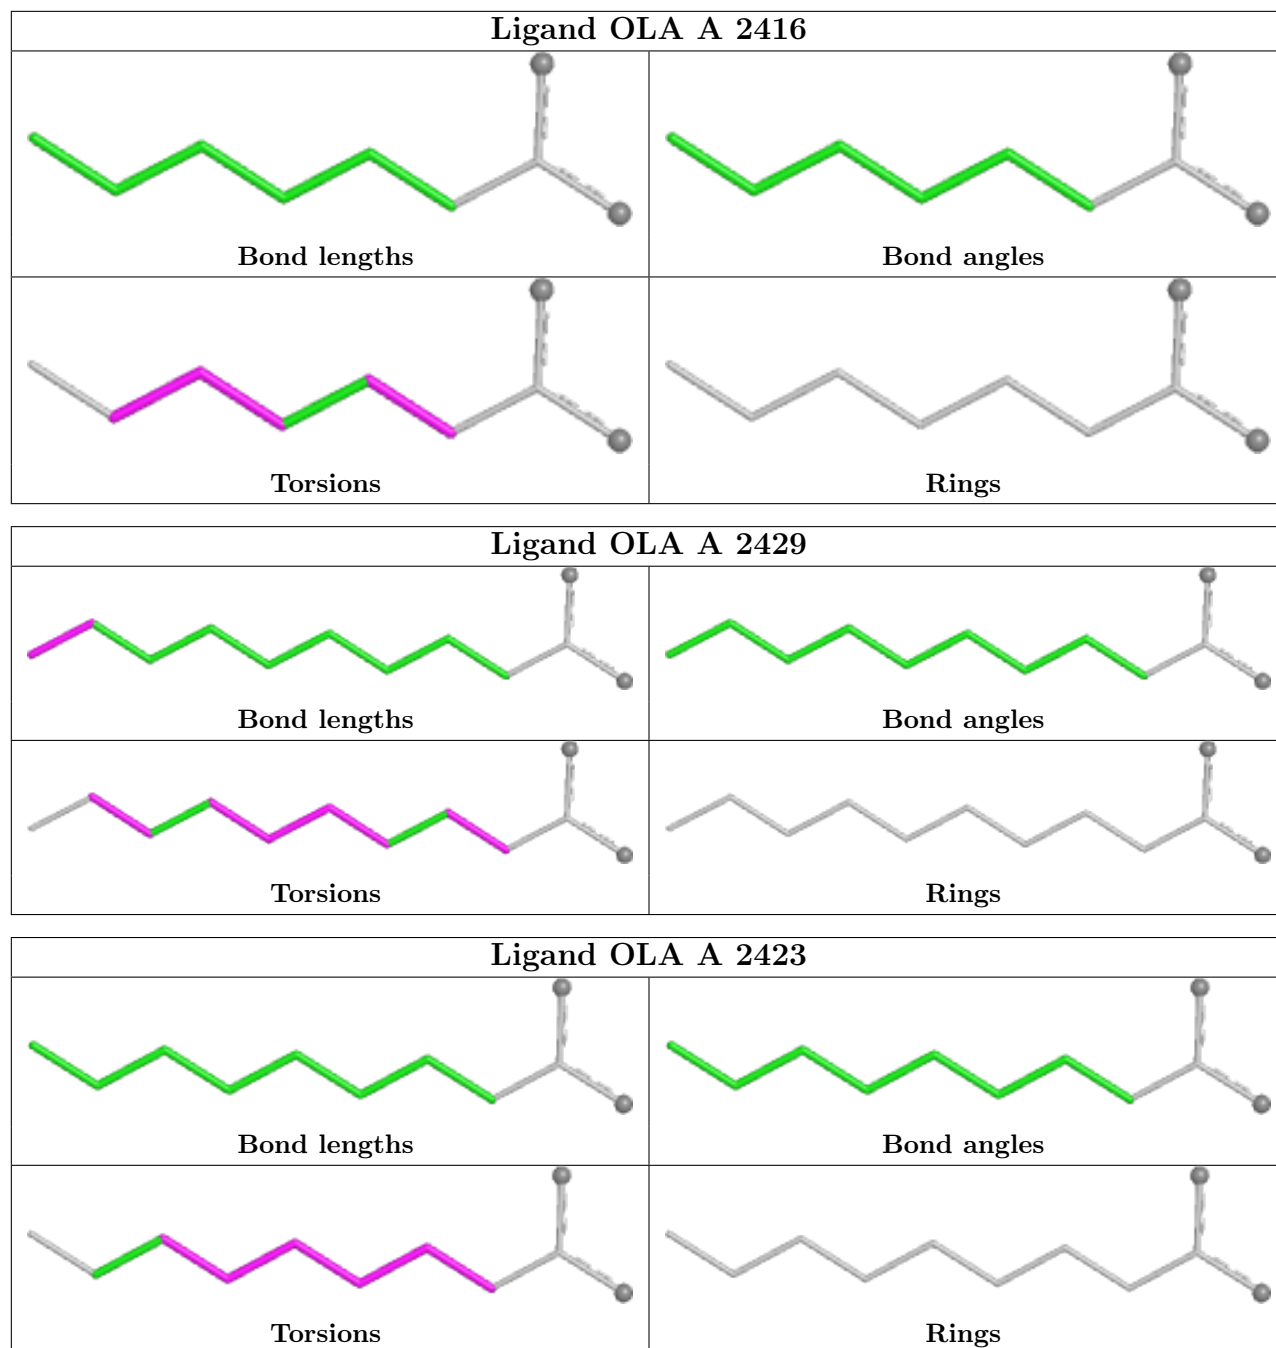 Ligand OLA A 2416
Bond lengths
Bond angles
Torsions
Rings
Ligand OLA A 2429
Bond lengths
Bond angles
Torsions
Rings
Ligand OLA A 2423
Bond lengths
Bond angles
Torsions
Rings